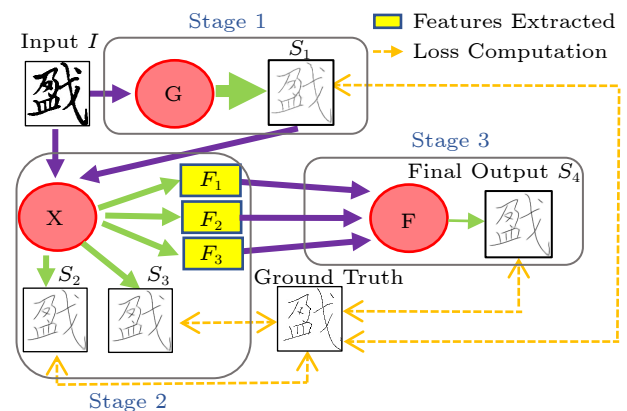 Stage 1
Features Extracted
Loss Computation
Input I
S₁
G
Stage 3
Final Output S₄
X
F₁
F₂
F₃
F
S₂
S₃
Ground Truth
Stage 2